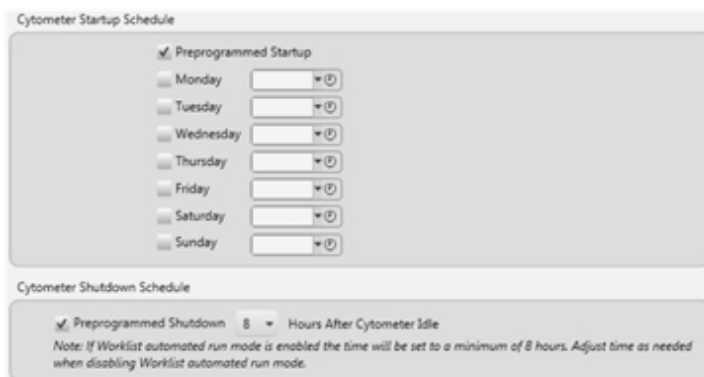 Cytometer Startup Schedule
Preprogrammed Startup
Monday
Tuesday
Wednesday
Thursday
Friday
Saturday
Sunday
Cytometer Shutdown Schedule
Preprogrammed Shutdown 8 Hours After Cytometer Idle
Note: If Worklist automated run mode is enabled the time will be set to a minimum of 8 hours. Adjust time as needed
when disabling Worklist automated run mode.